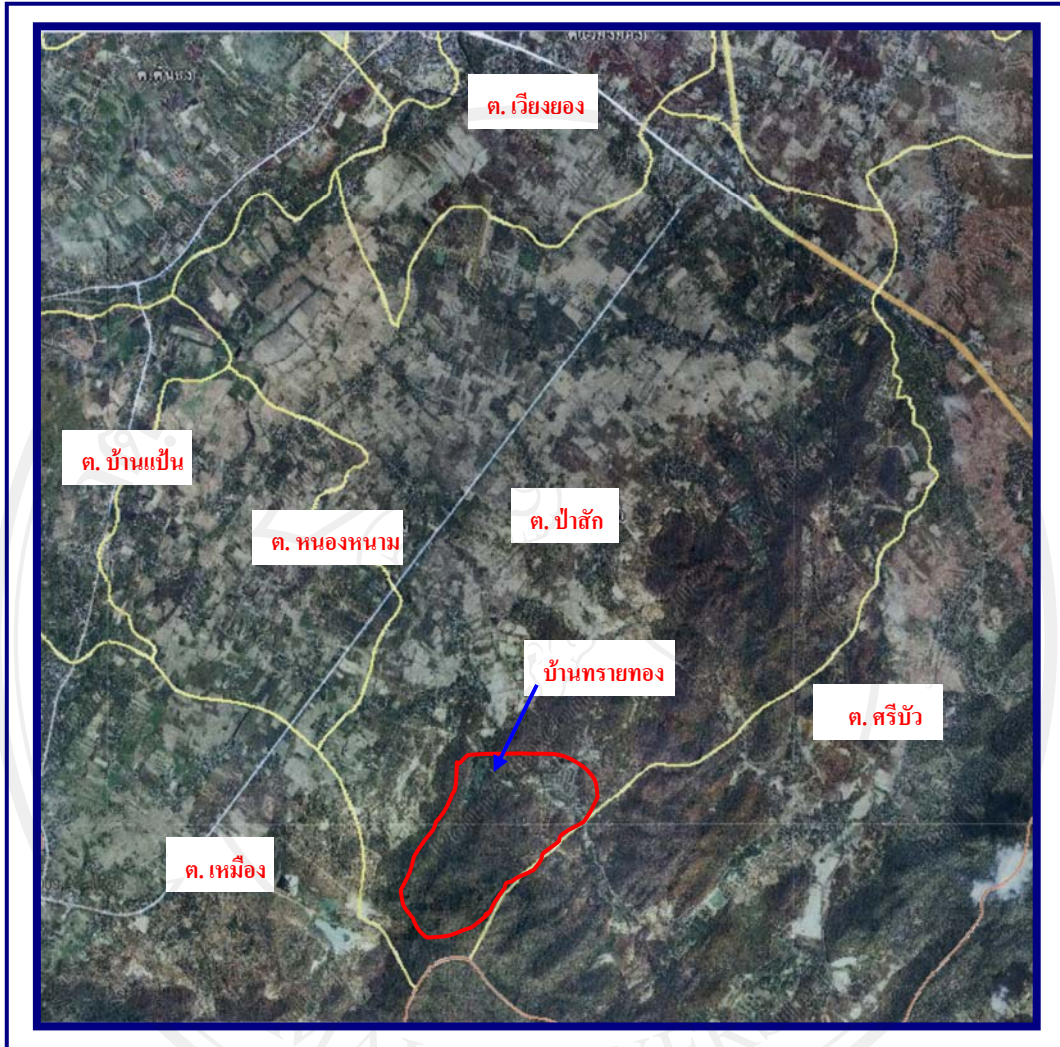 ต. เวียงยอง
ต. บ้านแป้น
ต. หนองหนาม
ต. ป่าสัก
บ้านทรายทอง
ต. ศรีบัว
ต. เหมือง